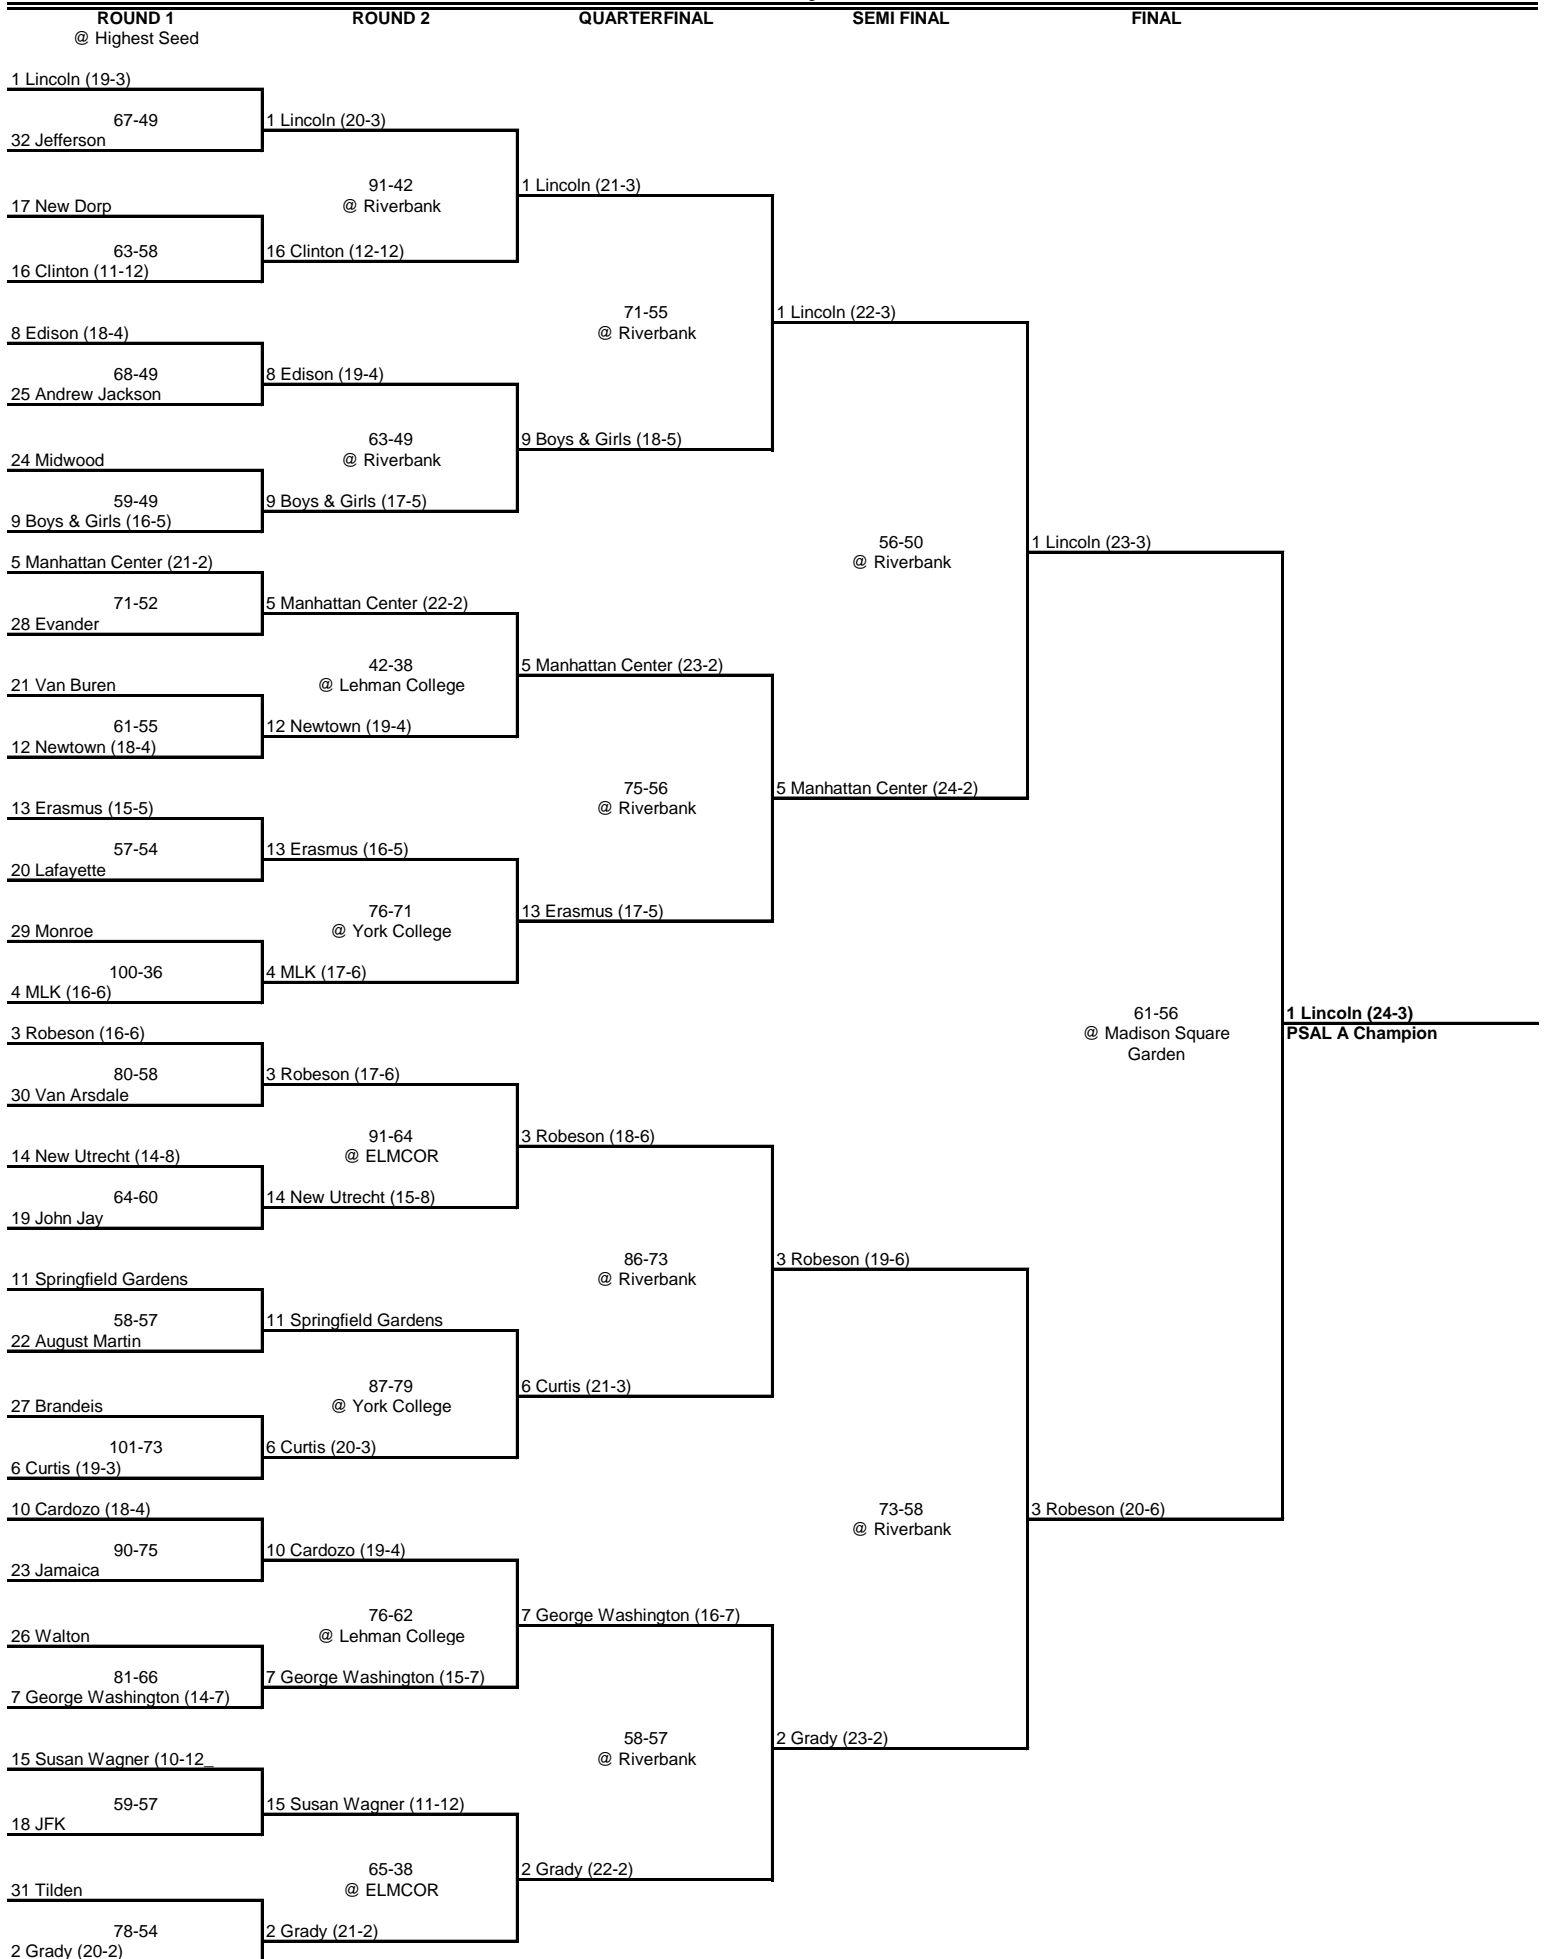 ROUND 1 ROUND 2 QUARTERFINAL SEMI FINAL FINAL
@ Highest Seed
1 Lincoln (19-3)
67-49 1 Lincoln (20-3)
32 Jefferson
91-42 1 Lincoln (21-3)
17 New Dorp @ Riverbank
63-58 16 Clinton (12-12)
16 Clinton (11-12)
71-55 1 Lincoln (22-3)
8 Edison (18-4) @ Riverbank
68-49 8 Edison (19-4)
25 Andrew Jackson
63-49 9 Boys & Girls (18-5)
24 Midwood @ Riverbank
59-49 9 Boys & Girls (17-5)
9 Boys & Girls (16-5)
56-50 1 Lincoln (23-3)
5 Manhattan Center (21-2) @ Riverbank
71-52 5 Manhattan Center (22-2)
28 Evander
42-38 5 Manhattan Center (23-2)
21 Van Buren @ Lehman College
61-55 12 Newtown (19-4)
12 Newtown (18-4)
75-56 5 Manhattan Center (24-2)
13 Erasmus (15-5) @ Riverbank
57-54 13 Erasmus (16-5)
20 Lafayette
76-71 13 Erasmus (17-5)
29 Monroe @ York College
100-36 4 MLK (17-6)
4 MLK (16-6)
61-56 1 Lincoln (24-3)
3 Robeson (16-6) @ Madison Square PSAL A Champion
Garden
80-58 3 Robeson (17-6)
30 Van Arsdale
91-64 3 Robeson (18-6)
14 New Utrecht (14-8) @ ELMCOR
64-60 14 New Utrecht (15-8)
19 John Jay
86-73 3 Robeson (19-6)
11 Springfield Gardens @ Riverbank
58-57 11 Springfield Gardens
22 August Martin
87-79 6 Curtis (21-3)
27 Brandeis @ York College
101-73 6 Curtis (20-3)
6 Curtis (19-3)
10 Cardozo (18-4) 73-58 3 Robeson (20-6)
@ Riverbank
90-75 10 Cardozo (19-4)
23 Jamaica
76-62 7 George Washington (16-7)
26 Walton @ Lehman College
81-66 7 George Washington (15-7)
7 George Washington (14-7)
58-57 2 Grady (23-2)
15 Susan Wagner (10-12_ @ Riverbank
59-57 15 Susan Wagner (11-12)
18 JFK
65-38 2 Grady (22-2)
31 Tilden @ ELMCOR
78-54 2 Grady (21-2)
2 Grady (20-2)